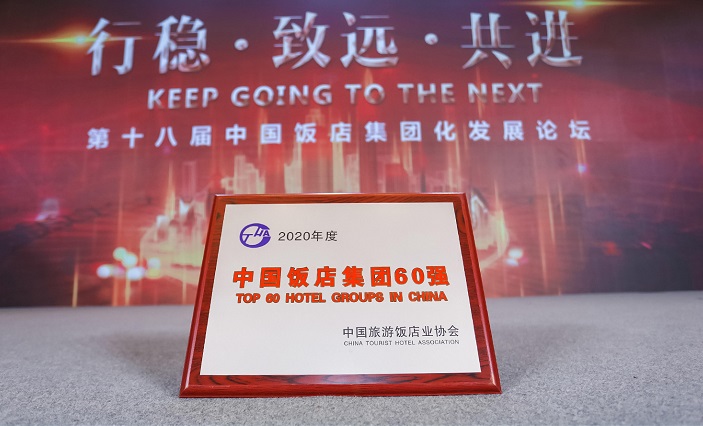 行稳·致远·共进
KEEP GOING TO THE NEXT
第十八届中国饭店集团化发展论坛
CTHA 2020年度
中国饭店集团60强
TOP 60 HOTEL GROUPS IN CHINA
中国旅游饭店业协会
CHINA TOURIST HOTEL ASSOCIATION